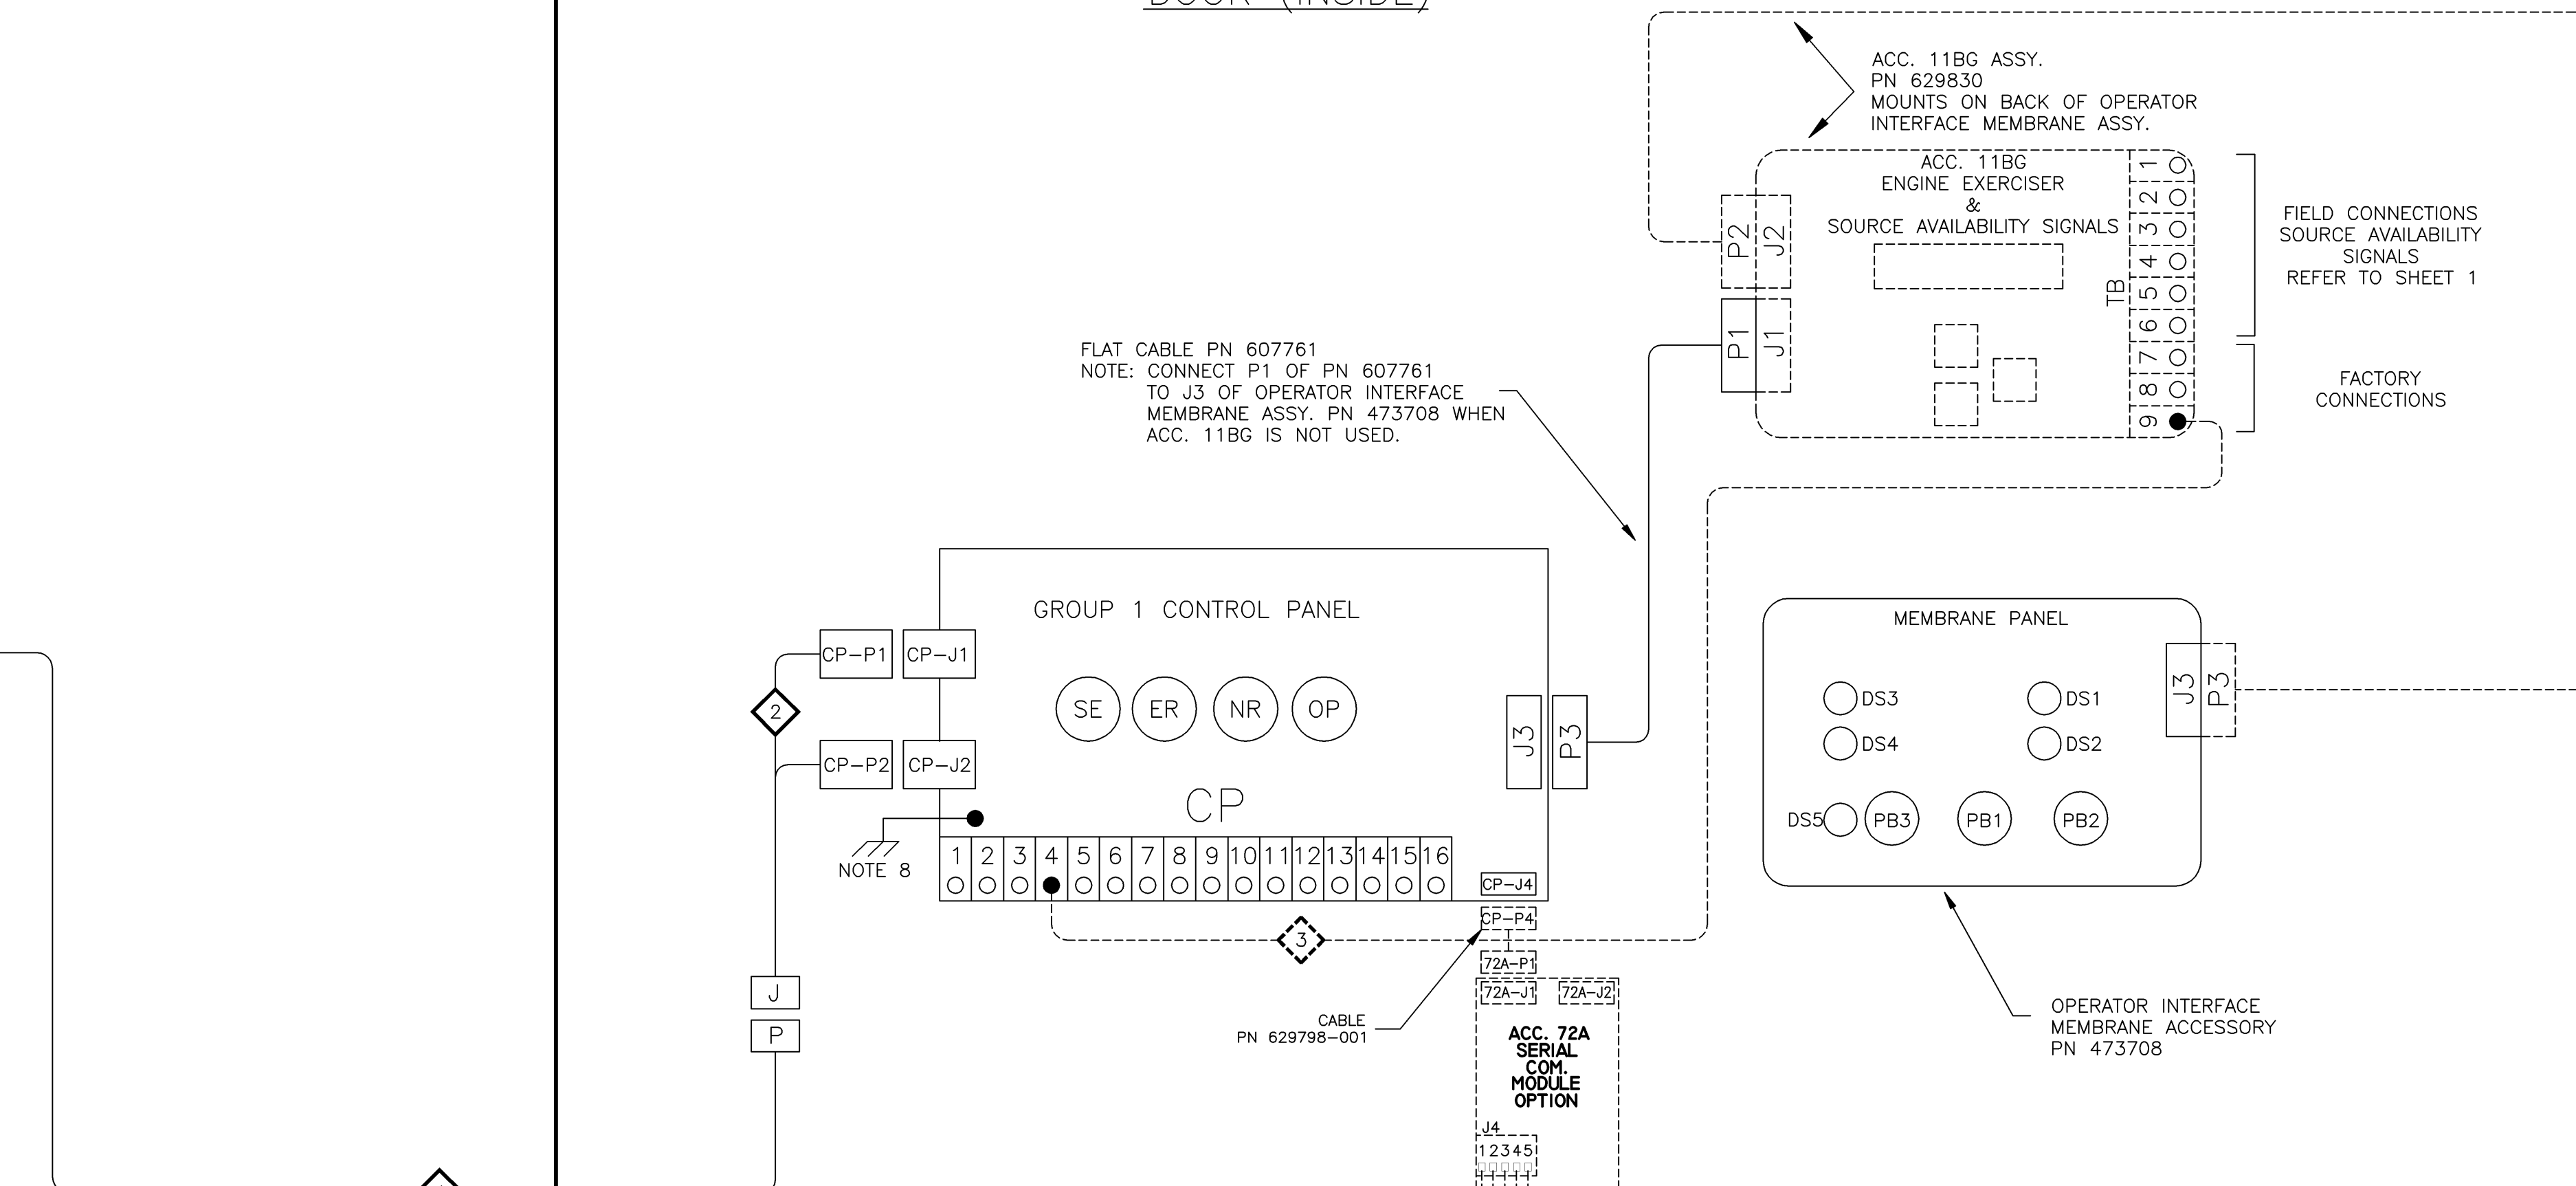 DOOR (INSIDE)
ACC. 11BG ASSY.
PN 629830
MOUNTS ON BACK OF OPERATOR
INTERFACE MEMBRANE ASSY.
ACC. 11BG
ENGINE EXERCISER
&
SOURCE AVAILABILITY SIGNALS
P2
J2
P1
J1
TB
1
2
3
4
5
6
7
8
9
FIELD CONNECTIONS
SOURCE AVAILABILITY
SIGNALS
REFER TO SHEET 1
FACTORY
CONNECTIONS
FLAT CABLE PN 607761
NOTE: CONNECT P1 OF PN 607761
TO J3 OF OPERATOR INTERFACE
MEMBRANE ASSY. PN 473708 WHEN
ACC. 11BG IS NOT USED.
GROUP 1 CONTROL PANEL
CP-P1
CP-J1
2
SE
ER
NR
OP
CP-P2
CP-J2
J3
P3
CP
NOTE 8
1 2 3 4 5 6 7 8 9 10 11 12 13 14 15 16
CP-J4
CP-P4
3
72A-P1
72A-J1
72A-J2
CABLE
PN 629798-001
ACC. 72A
SERIAL
COM.
MODULE
OPTION
J4
12345
J
P
MEMBRANE PANEL
DS3
DS1
DS4
DS2
DS5
PB3
PB1
PB2
J3
P3
OPERATOR INTERFACE
MEMBRANE ACCESSORY
PN 473708